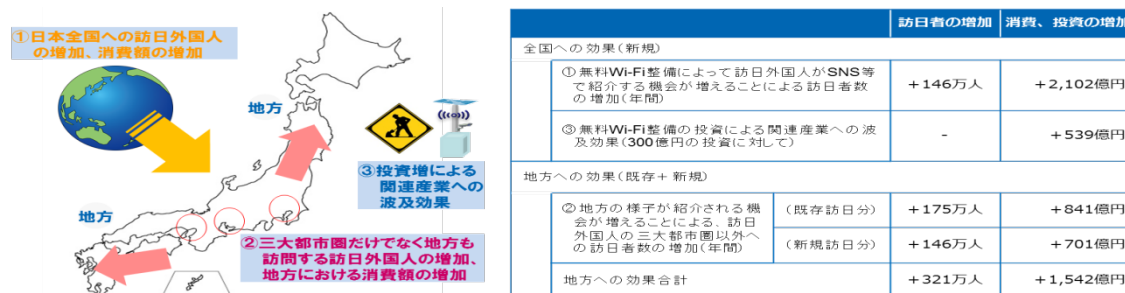 ①日本全国への訪日外国人
の増加、消費額の増加
地方
((o))
③投資増による
関連産業への
波及効果
地方
②三大都市圏だけでなく地方も
訪問する訪日外国人の増加、
地方における消費額の増加
訪日者の増加 消費、投資の増加
全国への効果(新規)
①無料Wi-Fi整備によって訪日外国人がSNS等
で紹介する機会が増えることによる訪日者数
の増加(年間)
+146万人 +2,102億円
③無料Wi-Fi整備の投資による関連産業への波
及効果(300億円の投資に対して)
- +539億円
地方への効果(既存+新規)
②地方の様子が紹介される機
会が増えることによる、訪日
外国人の三大都市圏以外へ
の訪日者数の増加(年間)
(既存訪日分) +175万人 +841億円
(新規訪日分) +146万人 +701億円
地方への効果合計 +321万人 +1,542億円